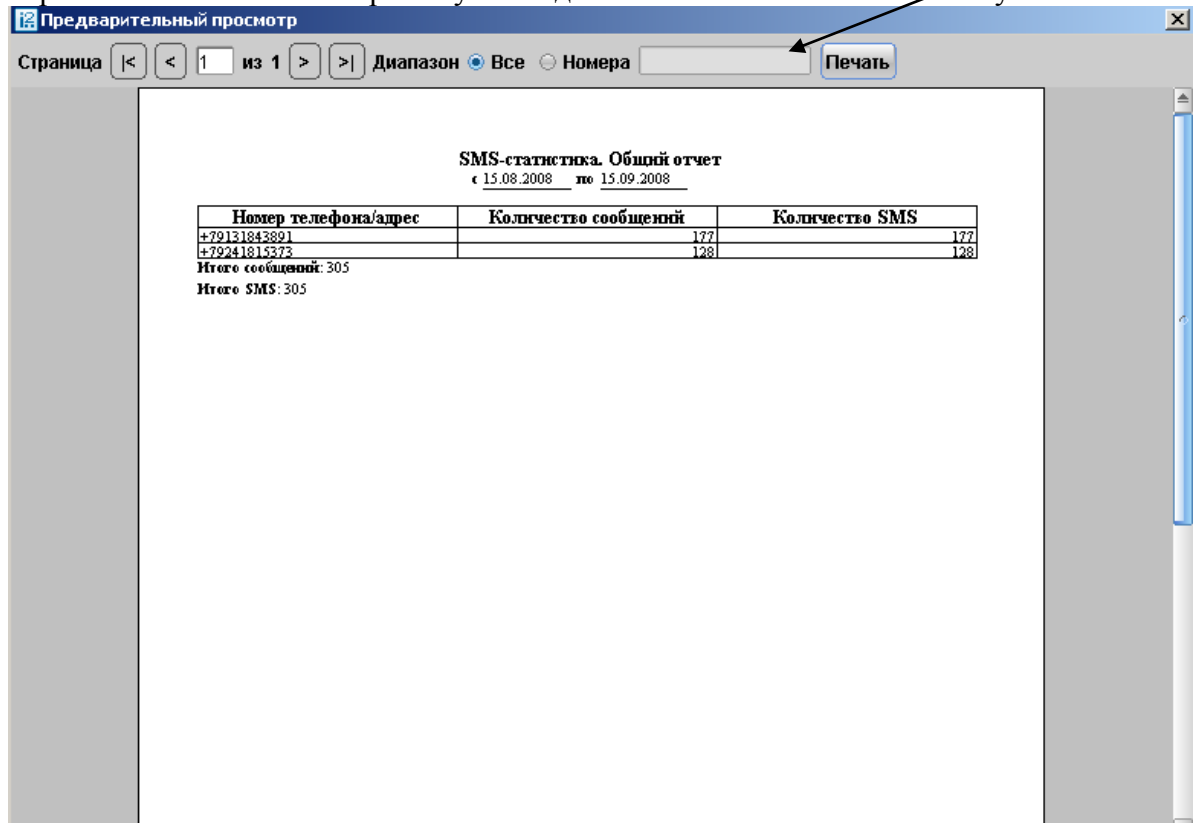 Предварительный просмотр
Страница |< < 1 из 1 > >| Диапазон Все Номера Печать
SMS-статистика. Общий отчет
с 15.08.2008 по 15.09.2008
Номер телефона/адрес Количество сообщений Количество SMS
+79131843891 177 177
+79241815373 128 128
Итого сообщений: 305
Итого SMS: 305